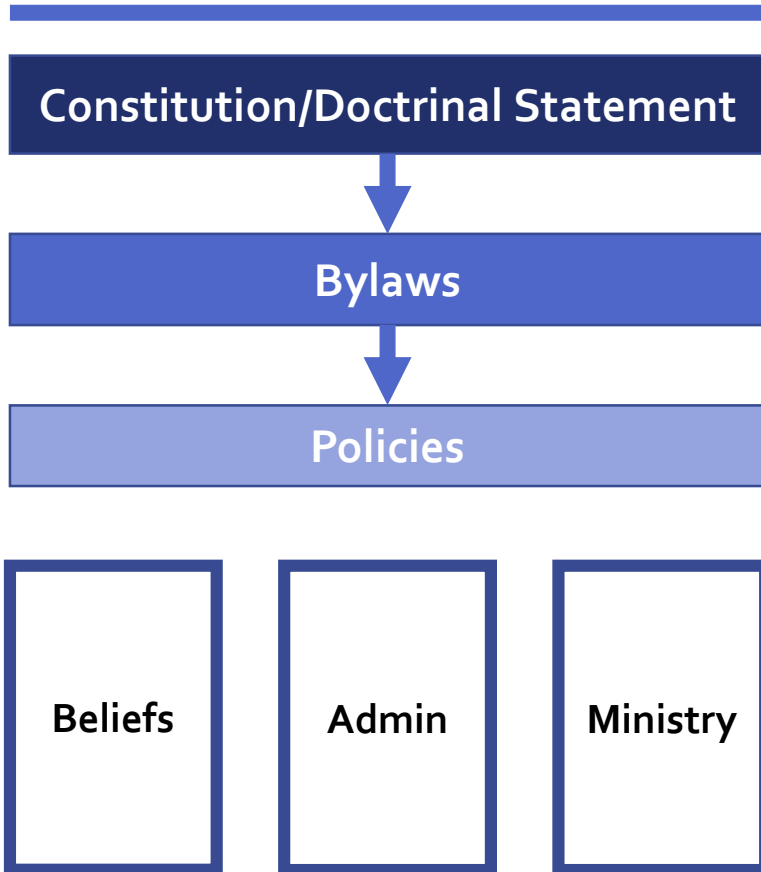 Constitution/Doctrinal Statement
Bylaws
Policies
Beliefs
Admin
Ministry